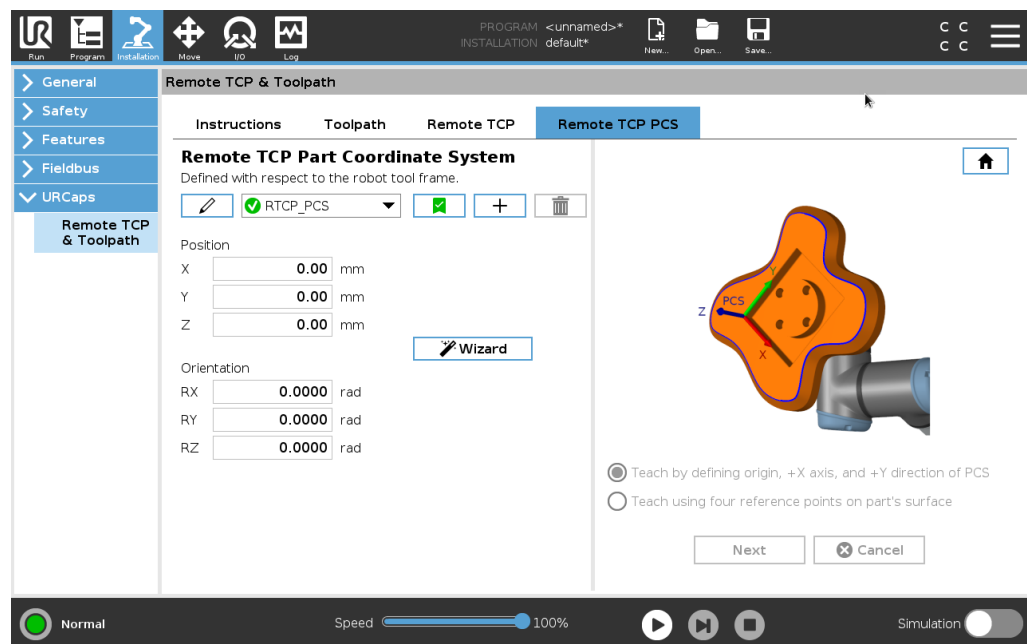 UR
PROGRAM <unnamed>*
INSTALLATION default*
C C
C C
Run Program Installation Move I/O Log New... Open... Save...
General
Safety
Features
Fieldbus
URCaps
Remote TCP
& Toolpath
Remote TCP & Toolpath
Instructions Toolpath Remote TCP Remote TCP PCS
Remote TCP Part Coordinate System
Defined with respect to the robot tool frame.
RTCP_PCS
Position
X 0.00 mm
Y 0.00 mm
Z 0.00 mm
Wizard
Orientation
RX 0.0000 rad
RY 0.0000 rad
RZ 0.0000 rad
Y
PCS
Z
X
Teach by defining origin, +X axis, and +Y direction of PCS
Teach using four reference points on part's surface
Next Cancel
Normal Speed 100% Simulation